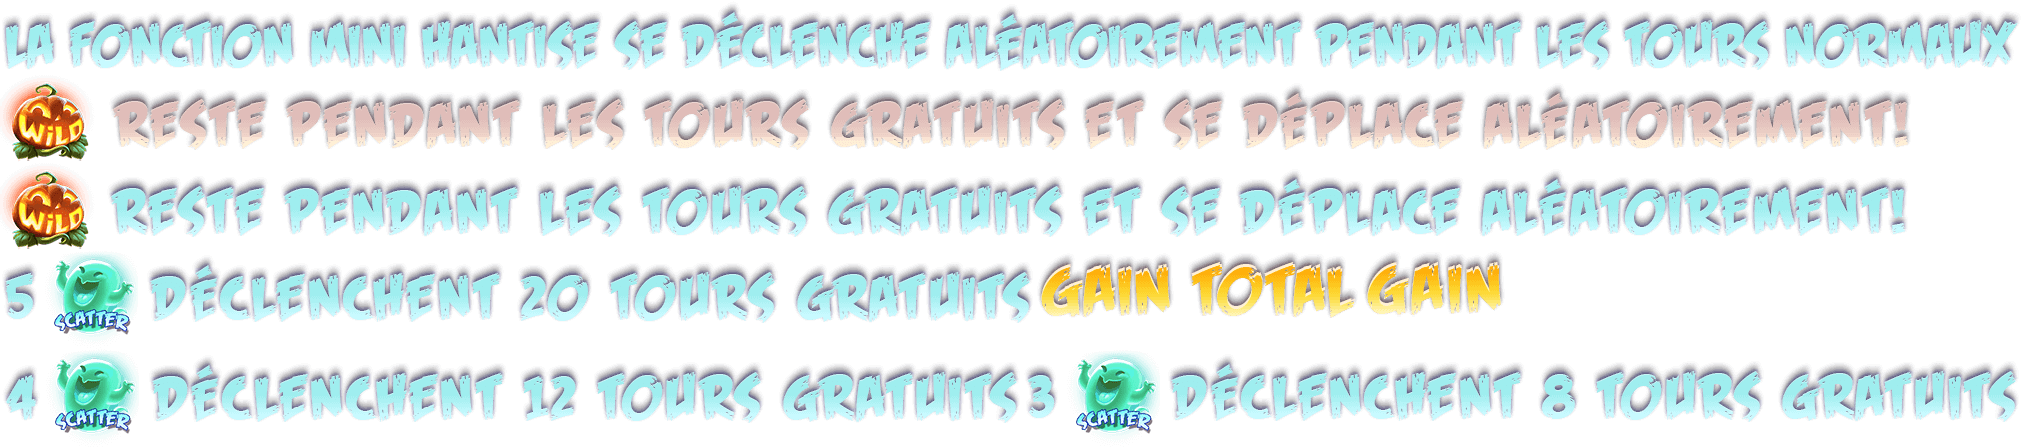 LA FONCTION MINI HANTISE SE DÉCLENCHE ALÉATOIREMENT PENDANT LES TOURS NORMAUX
WILD RESTE PENDANT LES TOURS GRATUITS ET SE DÉPLACE ALÉATOIREMENT!
WILD RESTE PENDANT LES TOURS GRATUITS ET SE DÉPLACE ALÉATOIREMENT!
5 SCATTER DÉCLENCHENT 20 TOURS GRATUITS GAIN TOTAL GAIN
4 SCATTER DÉCLENCHENT 12 TOURS GRATUITS 3 SCATTER DÉCLENCHENT 8 TOURS GRATUITS